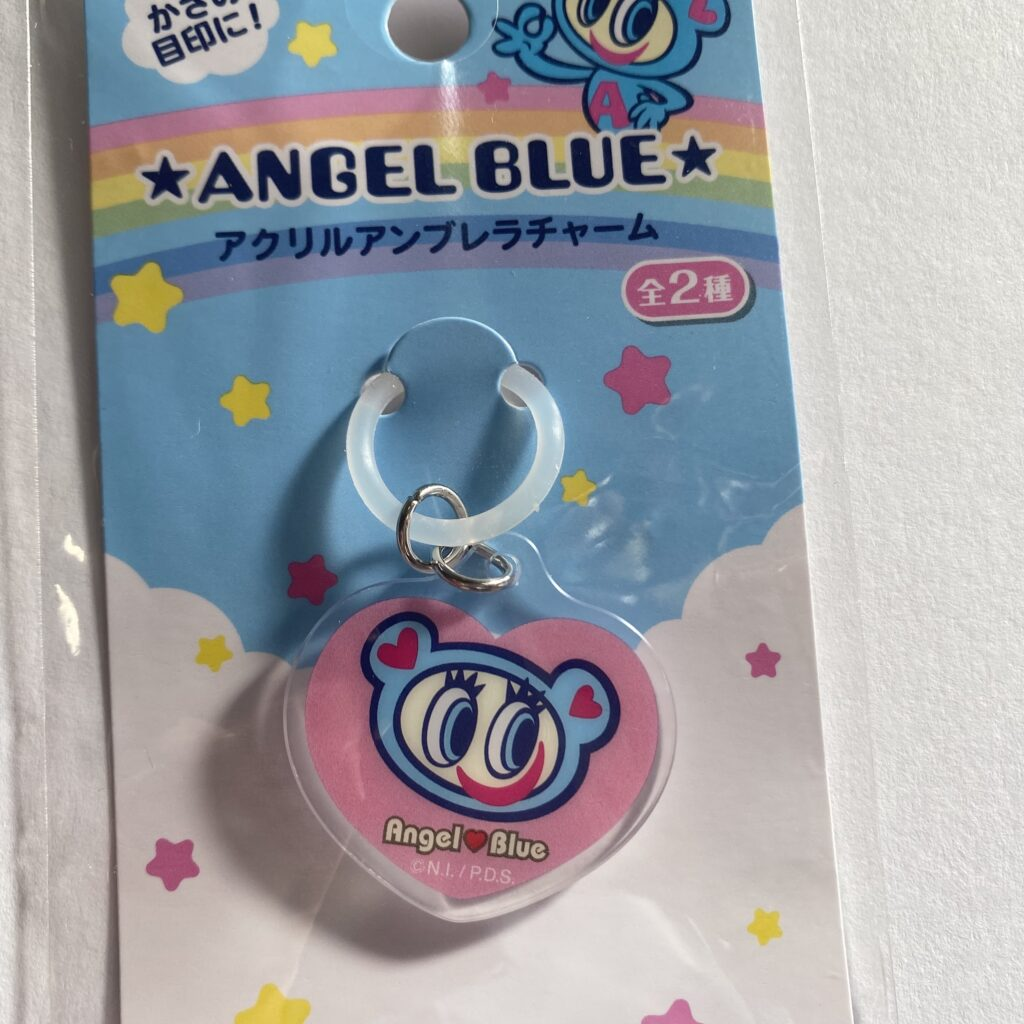 かさの
目印に!
A
★ANGEL BLUE★
アクリルアンブレラチャーム
全2種
Angel♥Blue
©N.I./P.D.S.